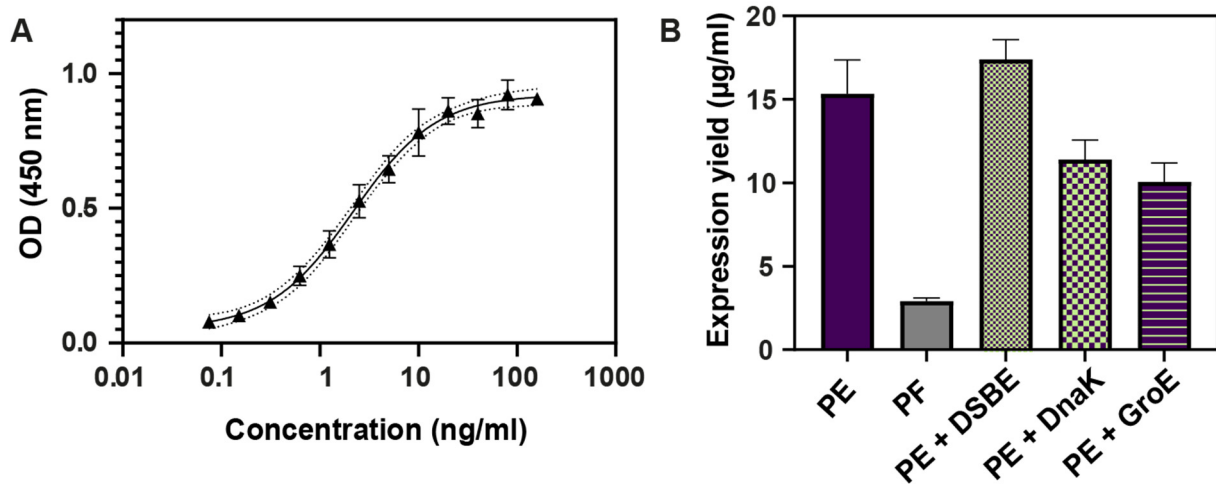 A
OD (450 nm)
1.0
0.5
0.0
0.01 0.1 1 10 100 1000
Concentration (ng/ml)
B
Expression yield (µg/ml)
20
15
10
5
0
PE
PF
PE + DSBE
PE + DnaK
PE + GroE